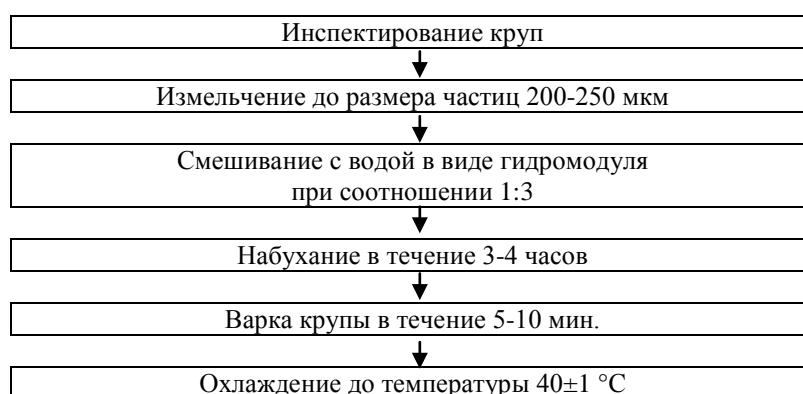 Инспектирование круп
Измельчение до размера частиц 200-250 мкм
Смешивание с водой в виде гидромодуля
при соотношении 1:3
Набухание в течение 3-4 часов
Варка крупы в течение 5-10 мин.
Охлаждение до температуры 40±1 °С